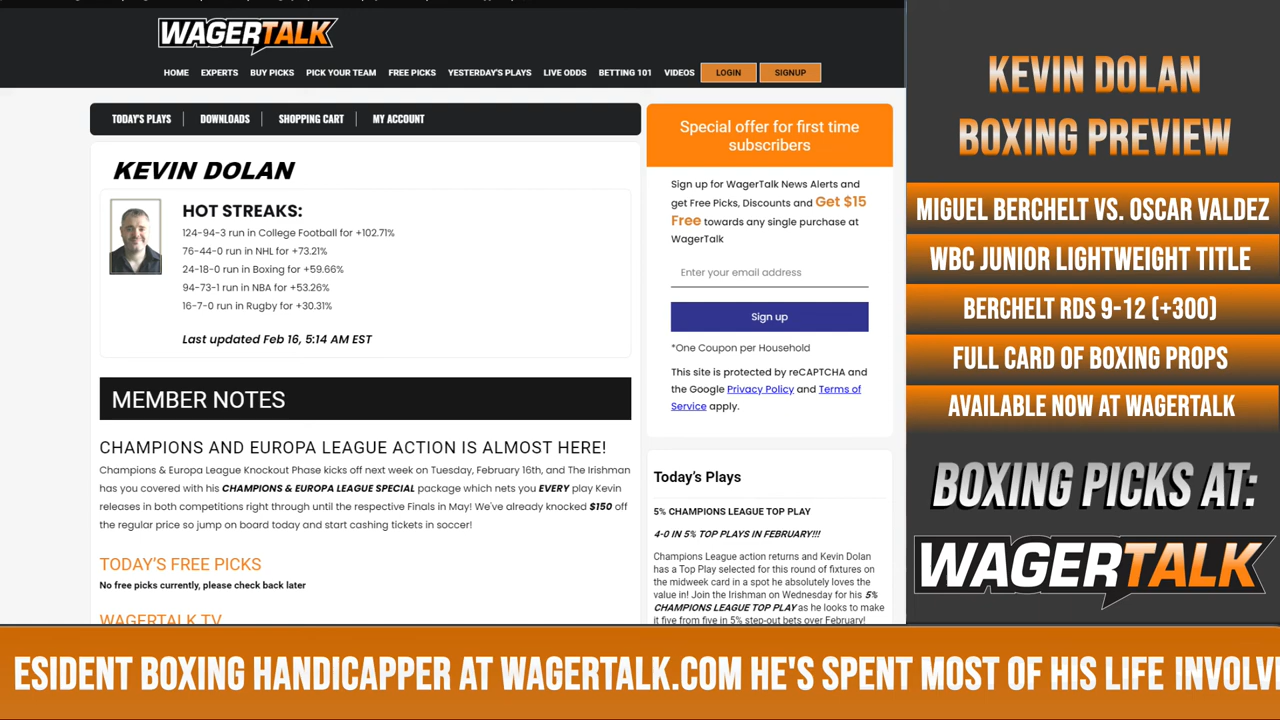 WAGERTALK
HOME EXPERTS BUY PICKS PICK YOUR TEAM FREE PICKS YESTERDAY'S PLAYS LIVE ODDS BETTING 101 VIDEOS LOGIN SIGNUP
TODAY'S PLAYS DOWNLOADS SHOPPING CART MY ACCOUNT
KEVIN DOLAN
HOT STREAKS:
124-94-3 run in College Football for +102.71%
76-44-0 run in NHL for +73.21%
24-18-0 run in Boxing for +59.66%
94-73-1 run in NBA for +53.26%
16-7-0 run in Rugby for +30.31%
Last updated Feb 16, 5:14 AM EST
MEMBER NOTES
CHAMPIONS AND EUROPA LEAGUE ACTION IS ALMOST HERE!
Champions & Europa League Knockout Phase kicks off next week on Tuesday, February 16th, and The Irishman
has you covered with his CHAMPIONS & EUROPA LEAGUE SPECIAL package which nets you EVERY play Kevin
releases in both competitions right through until the respective Finals in May! We've already knocked $150 off
the regular price so jump on board today and start cashing tickets in soccer!
TODAY'S FREE PICKS
No free picks currently, please check back later
WAGERTALK TV
Special offer for first time
subscribers
Sign up for WagerTalk News Alerts and
get Free Picks, Discounts and Get $15
Free towards any single purchase at
WagerTalk
Enter your email address
Sign up
*One Coupon per Household
This site is protected by reCAPTCHA and
the Google Privacy Policy and Terms of
Service apply.
Today's Plays
5% CHAMPIONS LEAGUE TOP PLAY
4-0 IN 5% TOP PLAYS IN FEBRUARY!!!
Champions League action returns and Kevin Dolan
has a Top Play selected for this round of fixtures on
the midweek card in a spot he absolutely loves the
value in! Join the Irishman on Wednesday for his 5%
CHAMPIONS LEAGUE TOP PLAY as he looks to make
it five from five in 5% step-out bets over February!
KEVIN DOLAN
BOXING PREVIEW
MIGUEL BERCHELT VS. OSCAR VALDEZ
WBC JUNIOR LIGHTWEIGHT TITLE
BERCHELT RDS 9-12 (+300)
FULL CARD OF BOXING PROPS
AVAILABLE NOW AT WAGERTALK
BOXING PICKS AT:
WAGERTALK
ESIDENT BOXING HANDICAPPER AT WAGERTALK.COM HE'S SPENT MOST OF HIS LIFE INVOLVE